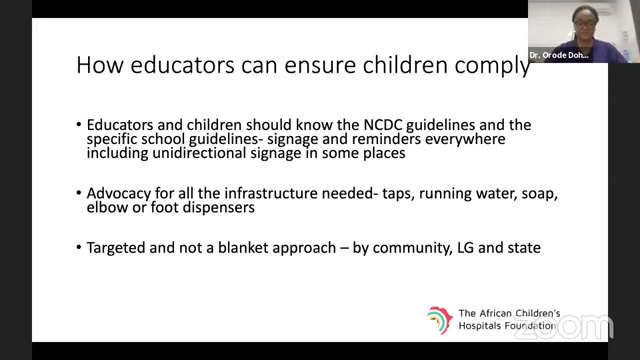 Dr. Orode Doh...
How educators can ensure children comply
• Educators and children should know the NCDC guidelines and the
specific school guidelines- signage and reminders everywhere
including unidirectional signage in some places
• Advocacy for all the infrastructure needed- taps, running water, soap,
elbow or foot dispensers
• Targeted and not a blanket approach – by community, LG and state
The African Children's
Hospitals Foundation
zoom